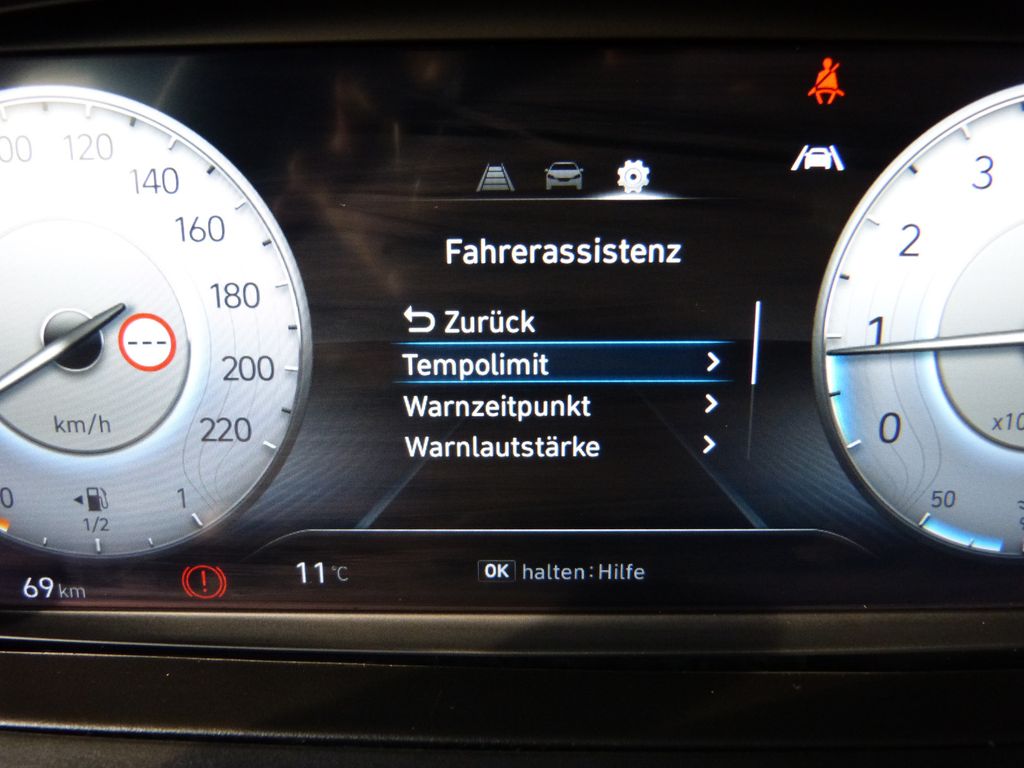 120
140
160
180
200
220
km/h
1/2
1
69 km
Fahrerassistenz
Zurück
Tempolimit
Warnzeitpunkt
Warnlautstärke
11 °C
OK halten : Hilfe
3
2
1
0
50